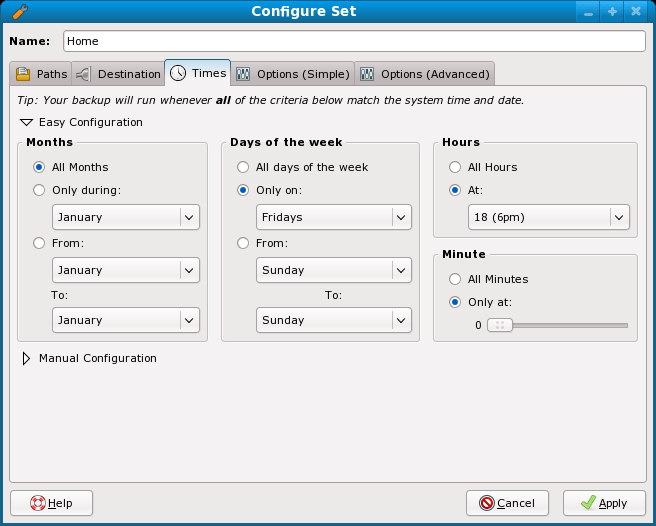 Configure Set
Name: Home
Paths Destination Times Options (Simple) Options (Advanced)
Tip: Your backup will run whenever all of the criteria below match the system time and date.
Easy Configuration
Months
All Months
Only during:
January
From:
January
To:
January
Days of the week
All days of the week
Only on:
Fridays
From:
Sunday
To:
Sunday
Hours
All Hours
At:
18 (6pm)
Minute
All Minutes
Only at:
0
Manual Configuration
Help Cancel Apply